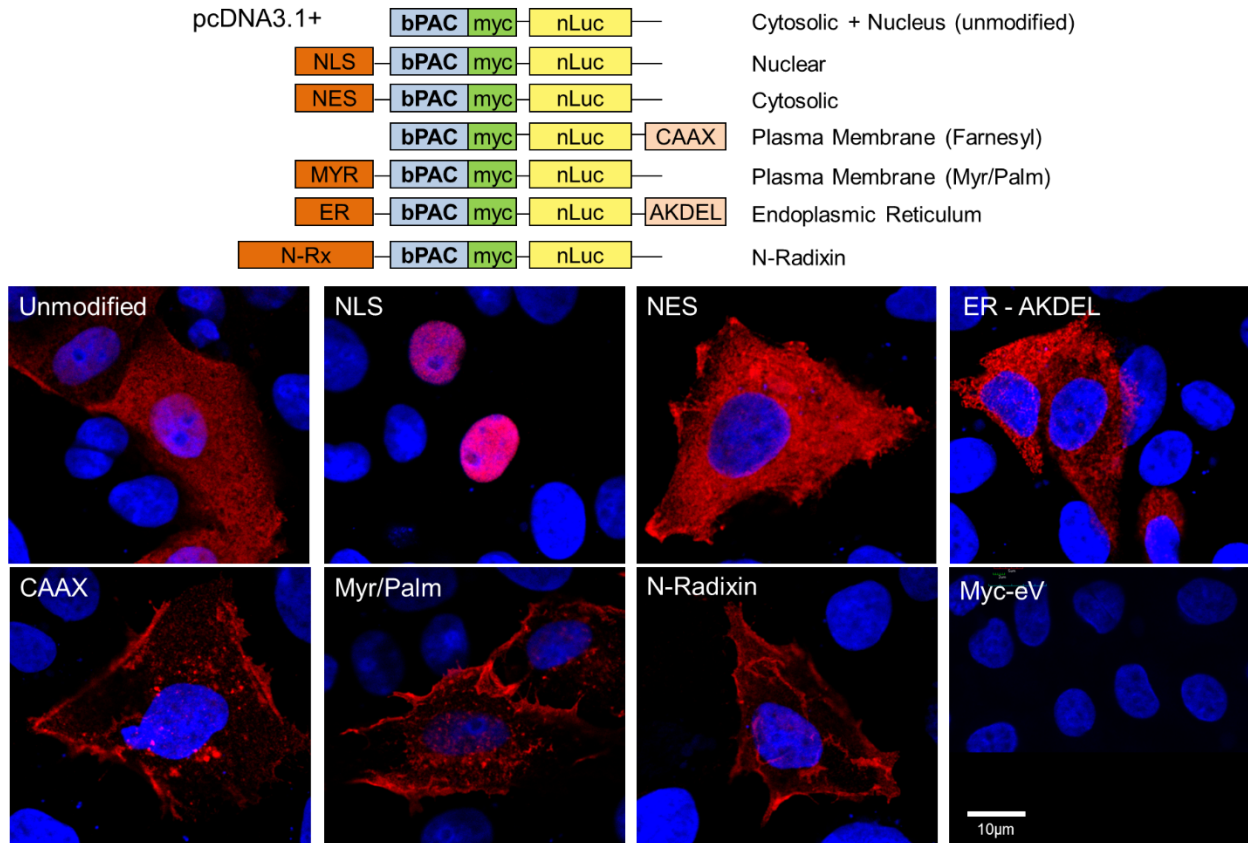 pcDNA3.1+ bPAC myc nLuc Cytosolic + Nucleus (unmodified)
NLS bPAC myc nLuc Nuclear
NES bPAC myc nLuc Cytosolic
bPAC myc nLuc CAAX Plasma Membrane (Farnesyl)
MYR bPAC myc nLuc Plasma Membrane (Myr/Palm)
ER bPAC myc nLuc AKDEL Endoplasmic Reticulum
N-Rx bPAC myc nLuc N-Radixin
Unmodified NLS NES ER - AKDEL
CAAX Myr/Palm N-Radixin Myc-eV
10µm